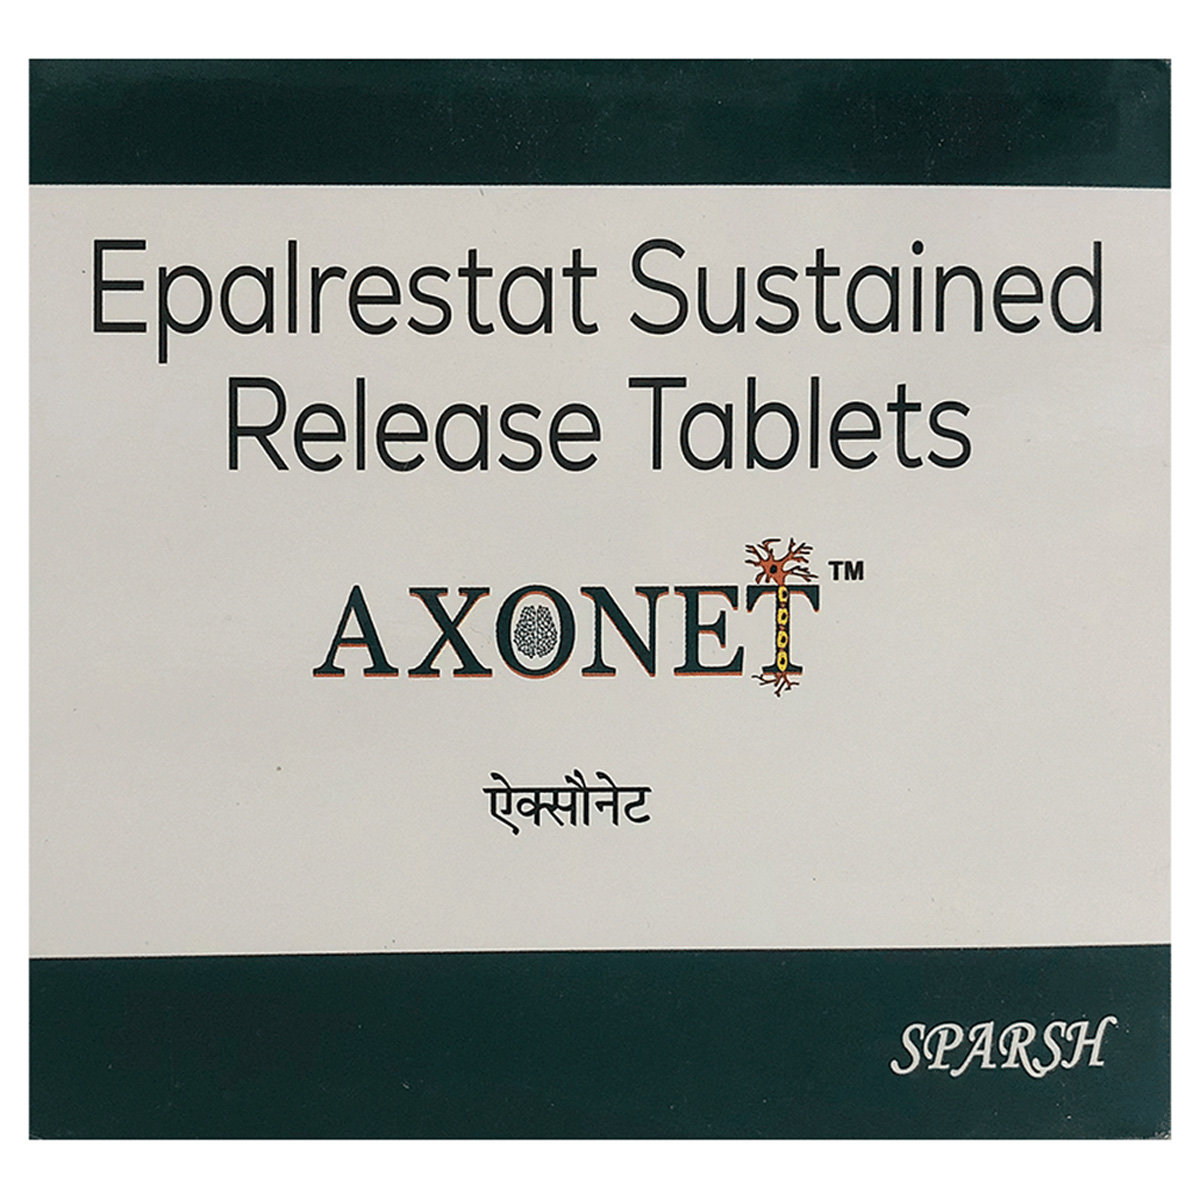 Epalrestat Sustained
Release Tablets
AXONET™
ऐक्सौनेट
SPARSH